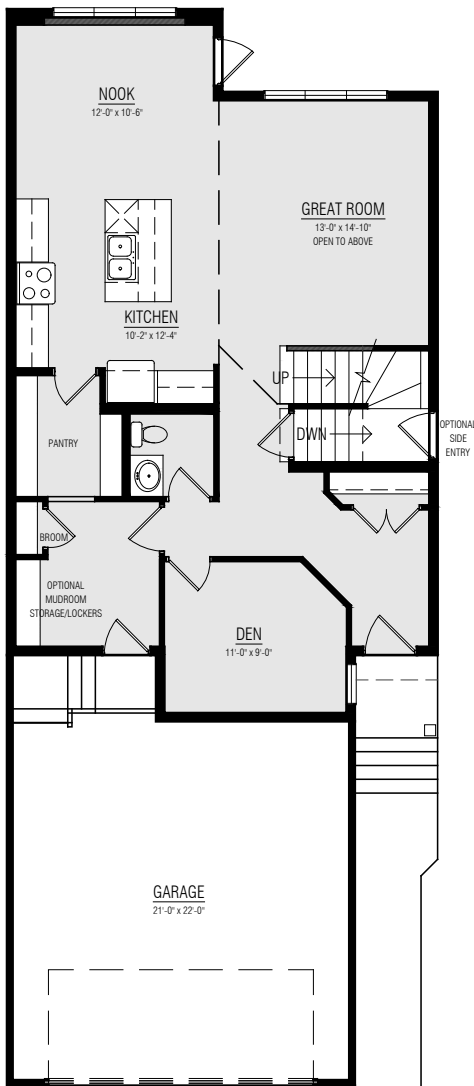 NOOK
12'-0" x 10'-6"
GREAT ROOM
13'-0" x 14'-10"
OPEN TO ABOVE
KITCHEN
10'-2" x 12'-4"
UP
DWN
OPTIONAL
SIDE
ENTRY
PANTRY
BROOM
OPTIONAL
MUDROOM
STORAGE/LOCKERS
DEN
11'-0" x 9'-0"
GARAGE
21'-0" x 22'-0"